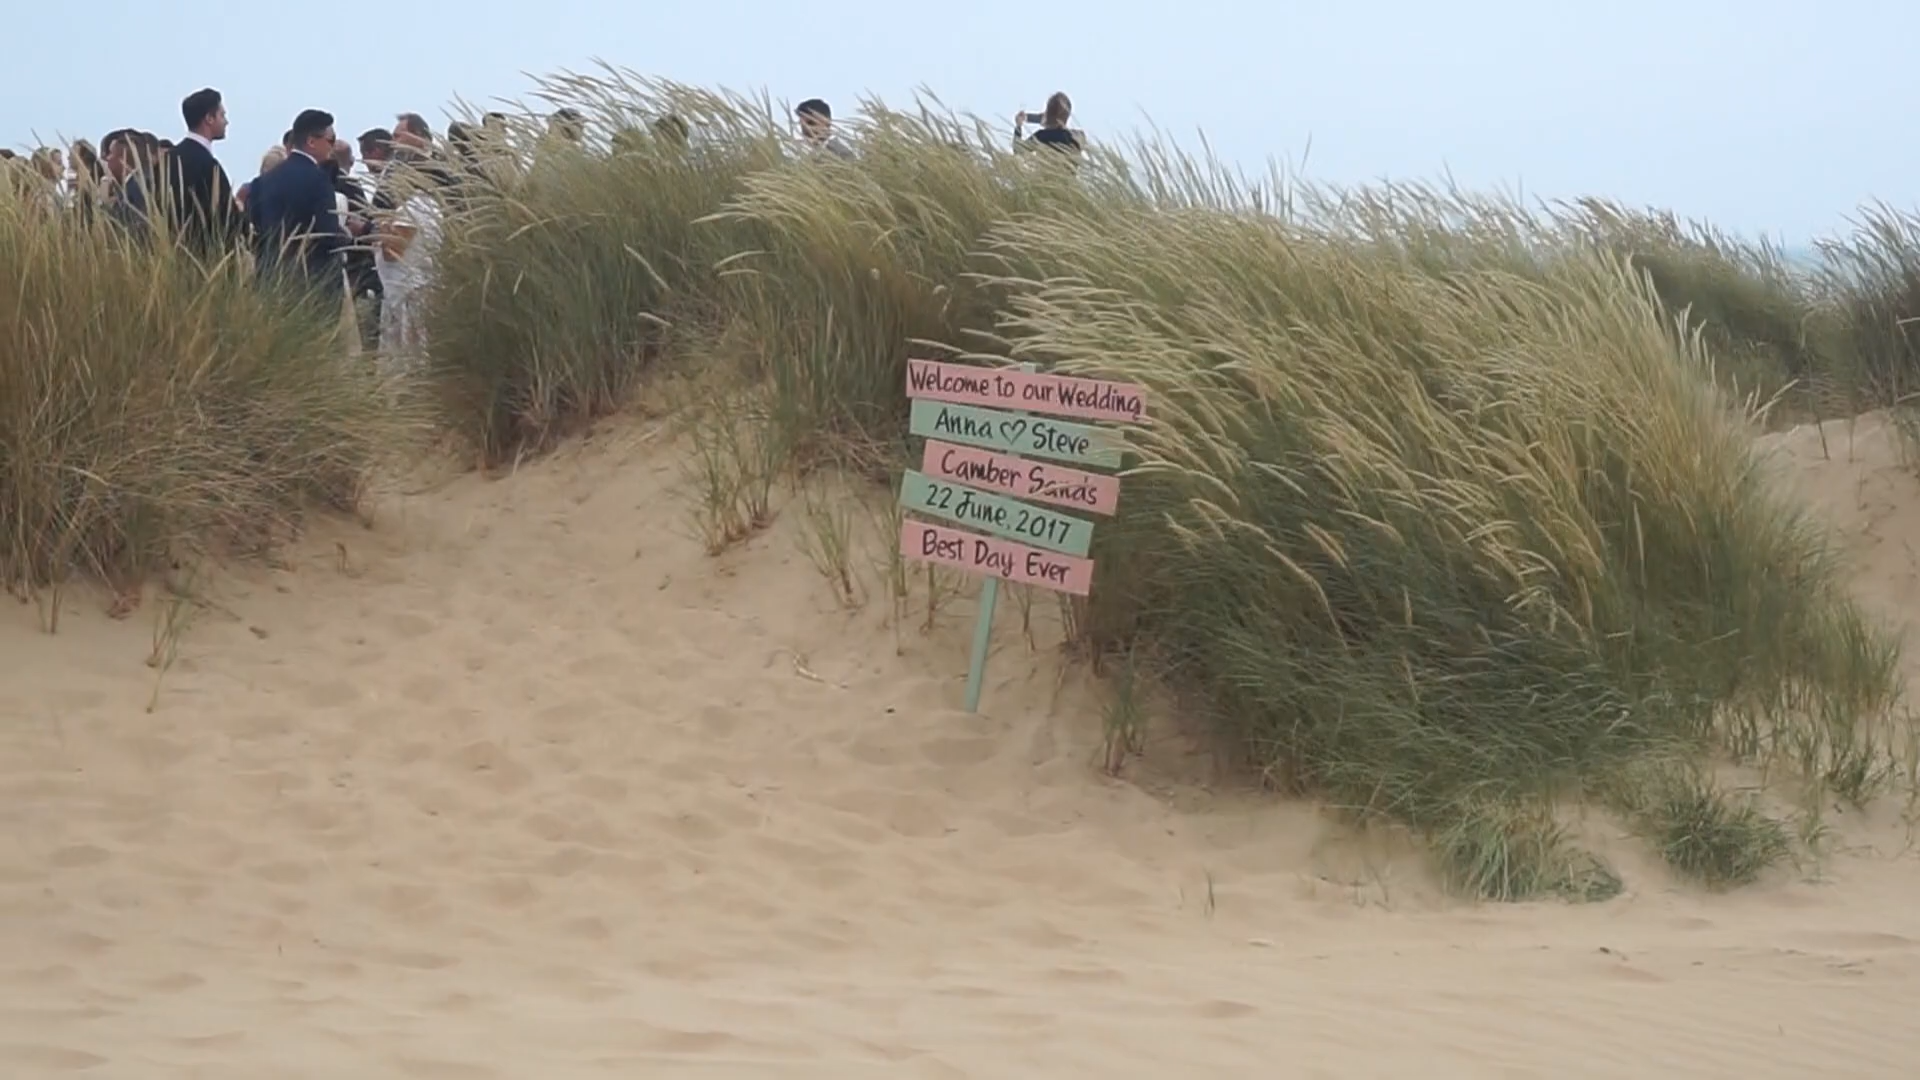 Welcome to our Wedding
Anna ♡ Steve
Camber Sands
22 June, 2017
Best Day Ever